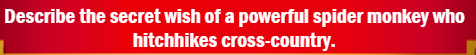 Describe the secret wish of a powerful spider monkey who
hitchhikes cross-country.